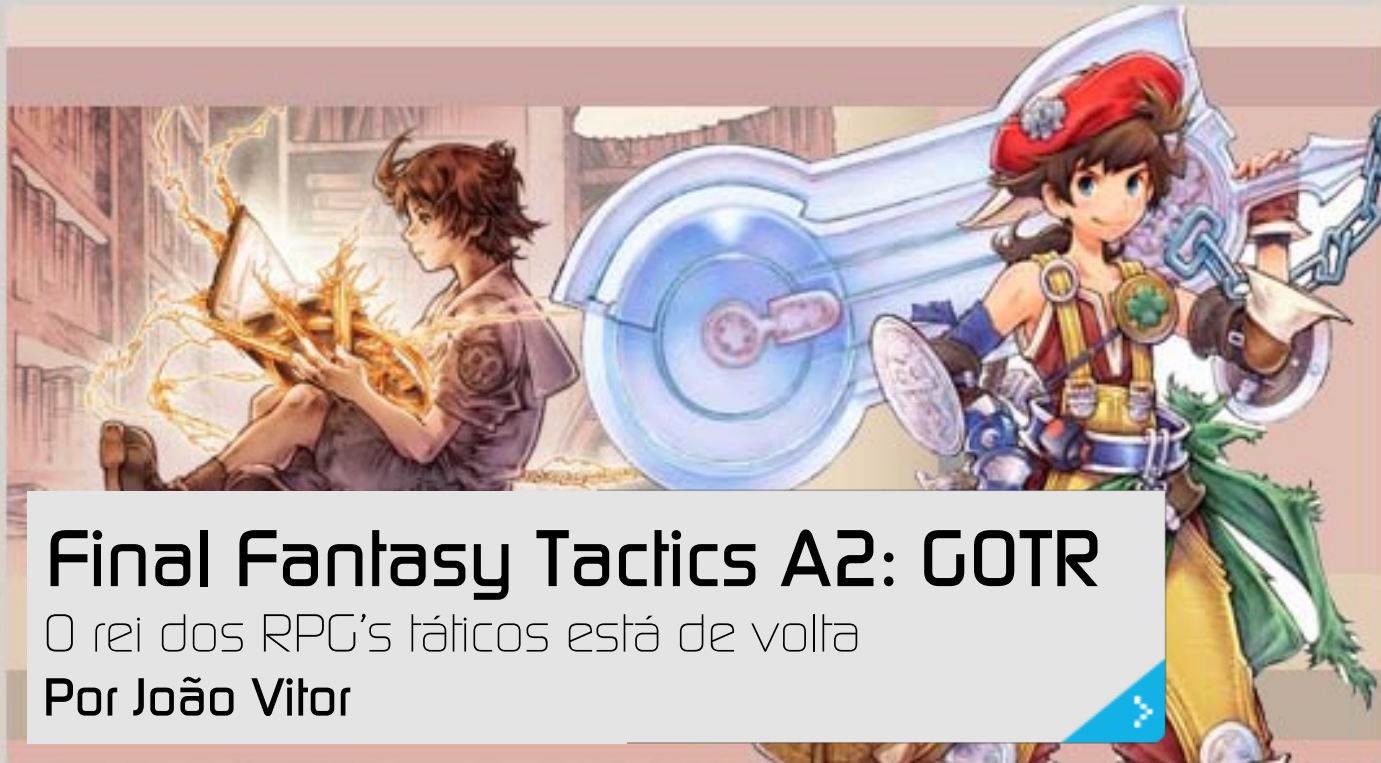 Final Fantasy Tactics A2: GOTR
O rei dos RPG's táticos está de volta
Por João Vitor